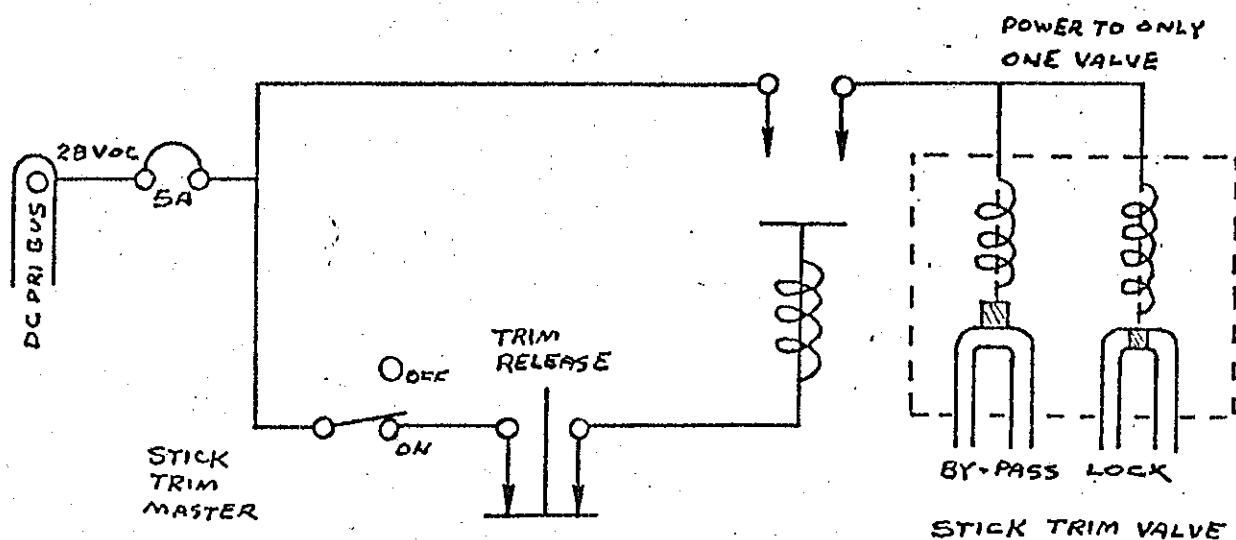 POWER TO ONLY
ONE VALVE
28VDC
5A
DC PRI BUS
TRIM
RELEASE
OFF
ON
STICK
TRIM
MASTER
BY-PASS
LOCK
STICK TRIM VALVE